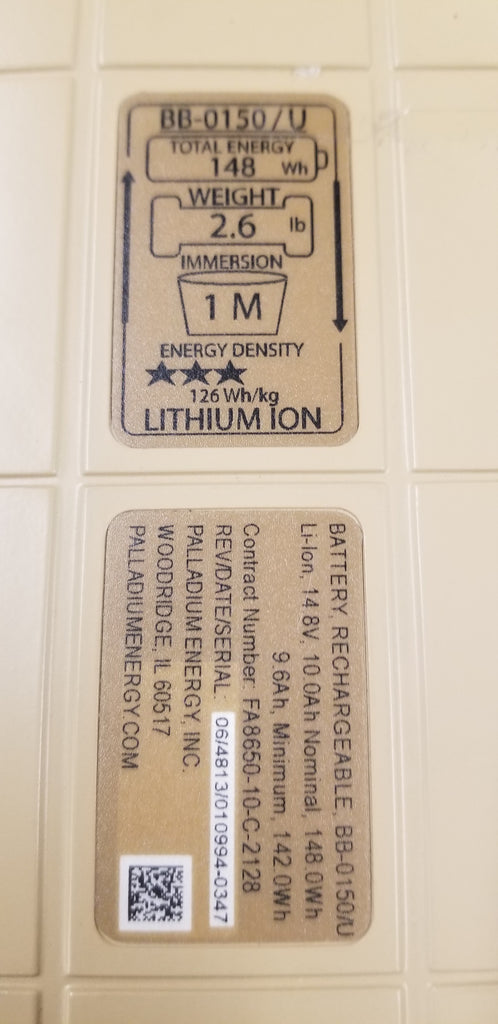 BB-0150/U
TOTAL ENERGY
148 Wh
WEIGHT
2.6 lb
IMMERSION
1 M
ENERGY DENSITY
126 Wh/kg
LITHIUM ION
BATTERY, RECHARGEABLE, BB-0150/U
Li-Ion, 14.8V, 10.0Ah Nominal, 148.0Wh
9.6Ah, Minimum, 142.0Wh
Contract Number: FA8650-10-C-2128
REV/DATE/SERIAL: 06/4813/010994-0347
PALLADIUM ENERGY, INC.
WOODRIDGE, IL 60517
PALLADIUMENERGY.COM